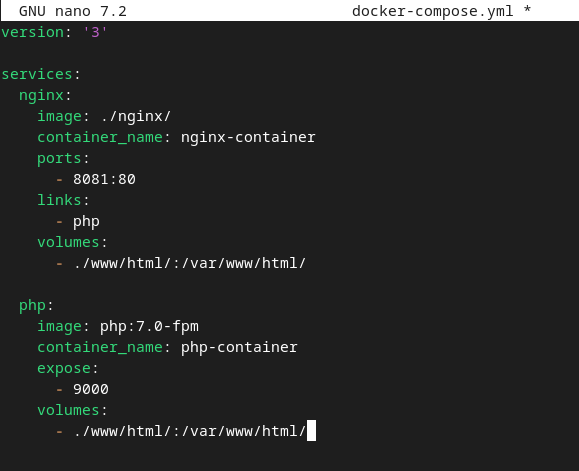 GNU nano 7.2 docker-compose.yml *
version: '3'
services:
  nginx:
    image: ./nginx/
    container_name: nginx-container
    ports:
      - 8081:80
    links:
      - php
    volumes:
      - ./www/html/:/var/www/html/
  php:
    image: php:7.0-fpm
    container_name: php-container
    expose:
      - 9000
    volumes:
      - ./www/html/:/var/www/html/